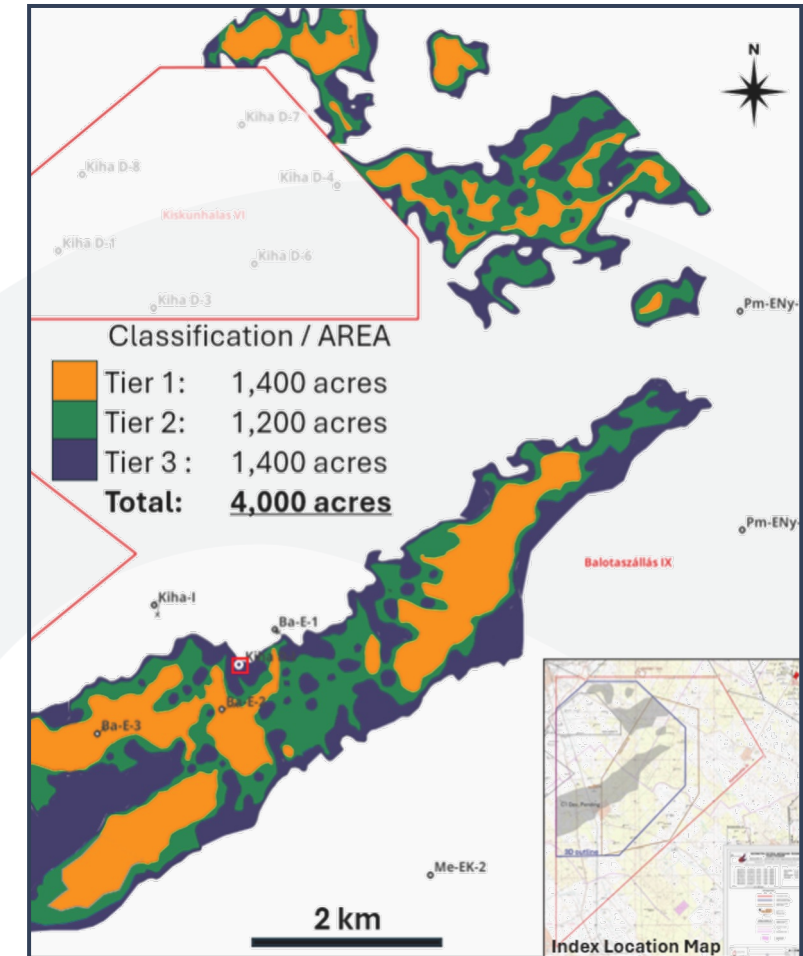 N
Kiha D-7
Kiha D-8
Kiha D-4
Kiskunhalas VI
Kiha D-1
Kiha D-6
Kiha D-3
Pm-ENy-
Classification / AREA
Tier 1: 1,400 acres
Tier 2: 1,200 acres
Tier 3 : 1,400 acres
Total: 4,000 acres
Pm-ENy-
Balotaszállás IX
Kiha-I
Ba-E-1
Ba-E-2
Ba-E-3
Me-EK-2
2 km
3D outline
Index Location Map